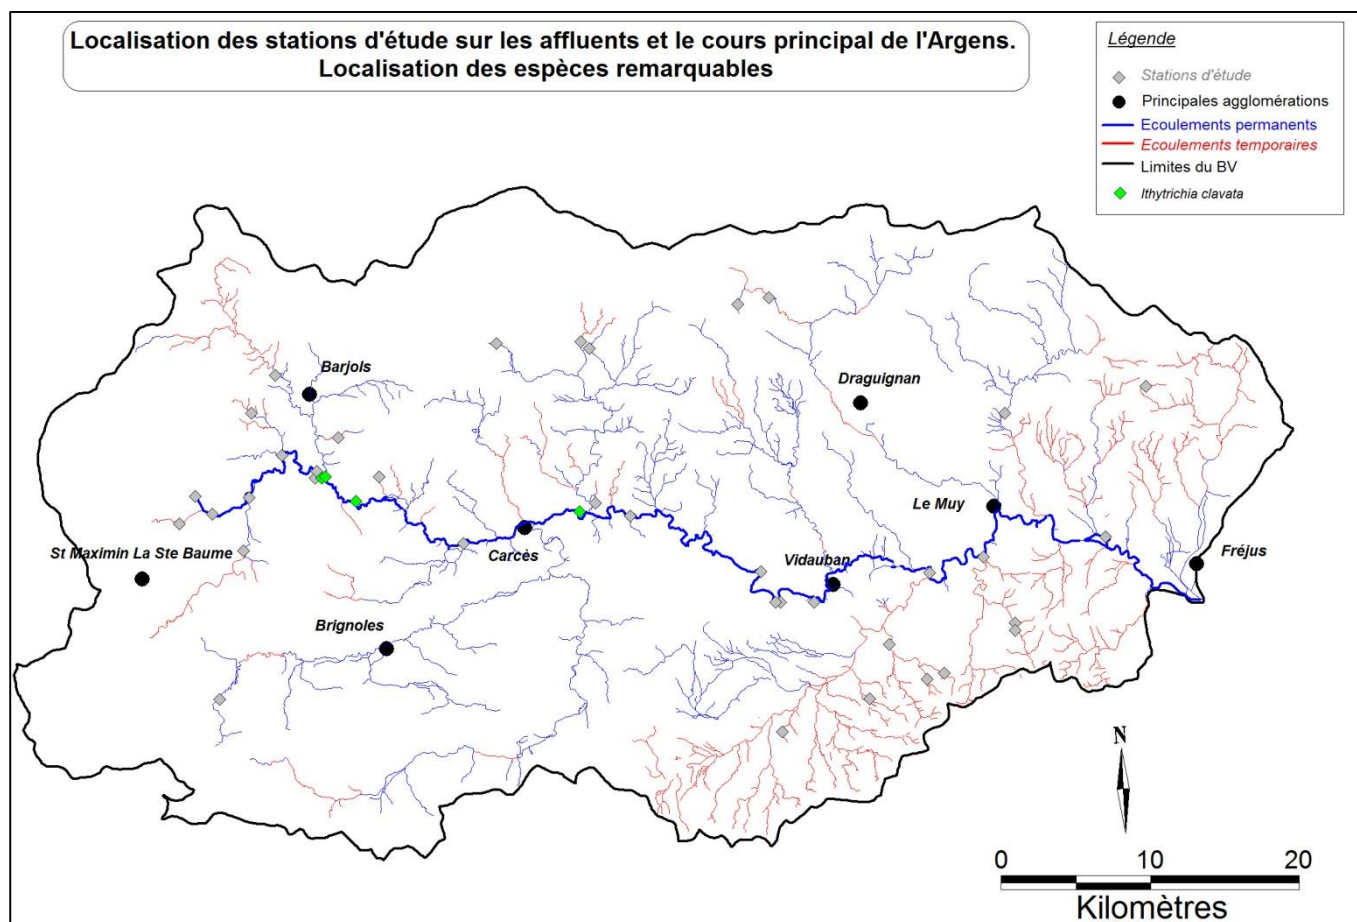 Localisation des stations d'étude sur les affluents et le cours principal de l'Argens.
Localisation des espèces remarquables
Légende
Stations d'étude
Principales agglomérations
Ecoulements permanents
Ecoulements temporaires
Limites du BV
Ithytrichia clavata
Barjols
Draguignan
Le Muy
St Maximin La Ste Baume
Carcès
Vidauban
Fréjus
Brignoles
N
0 10 20
Kilomètres